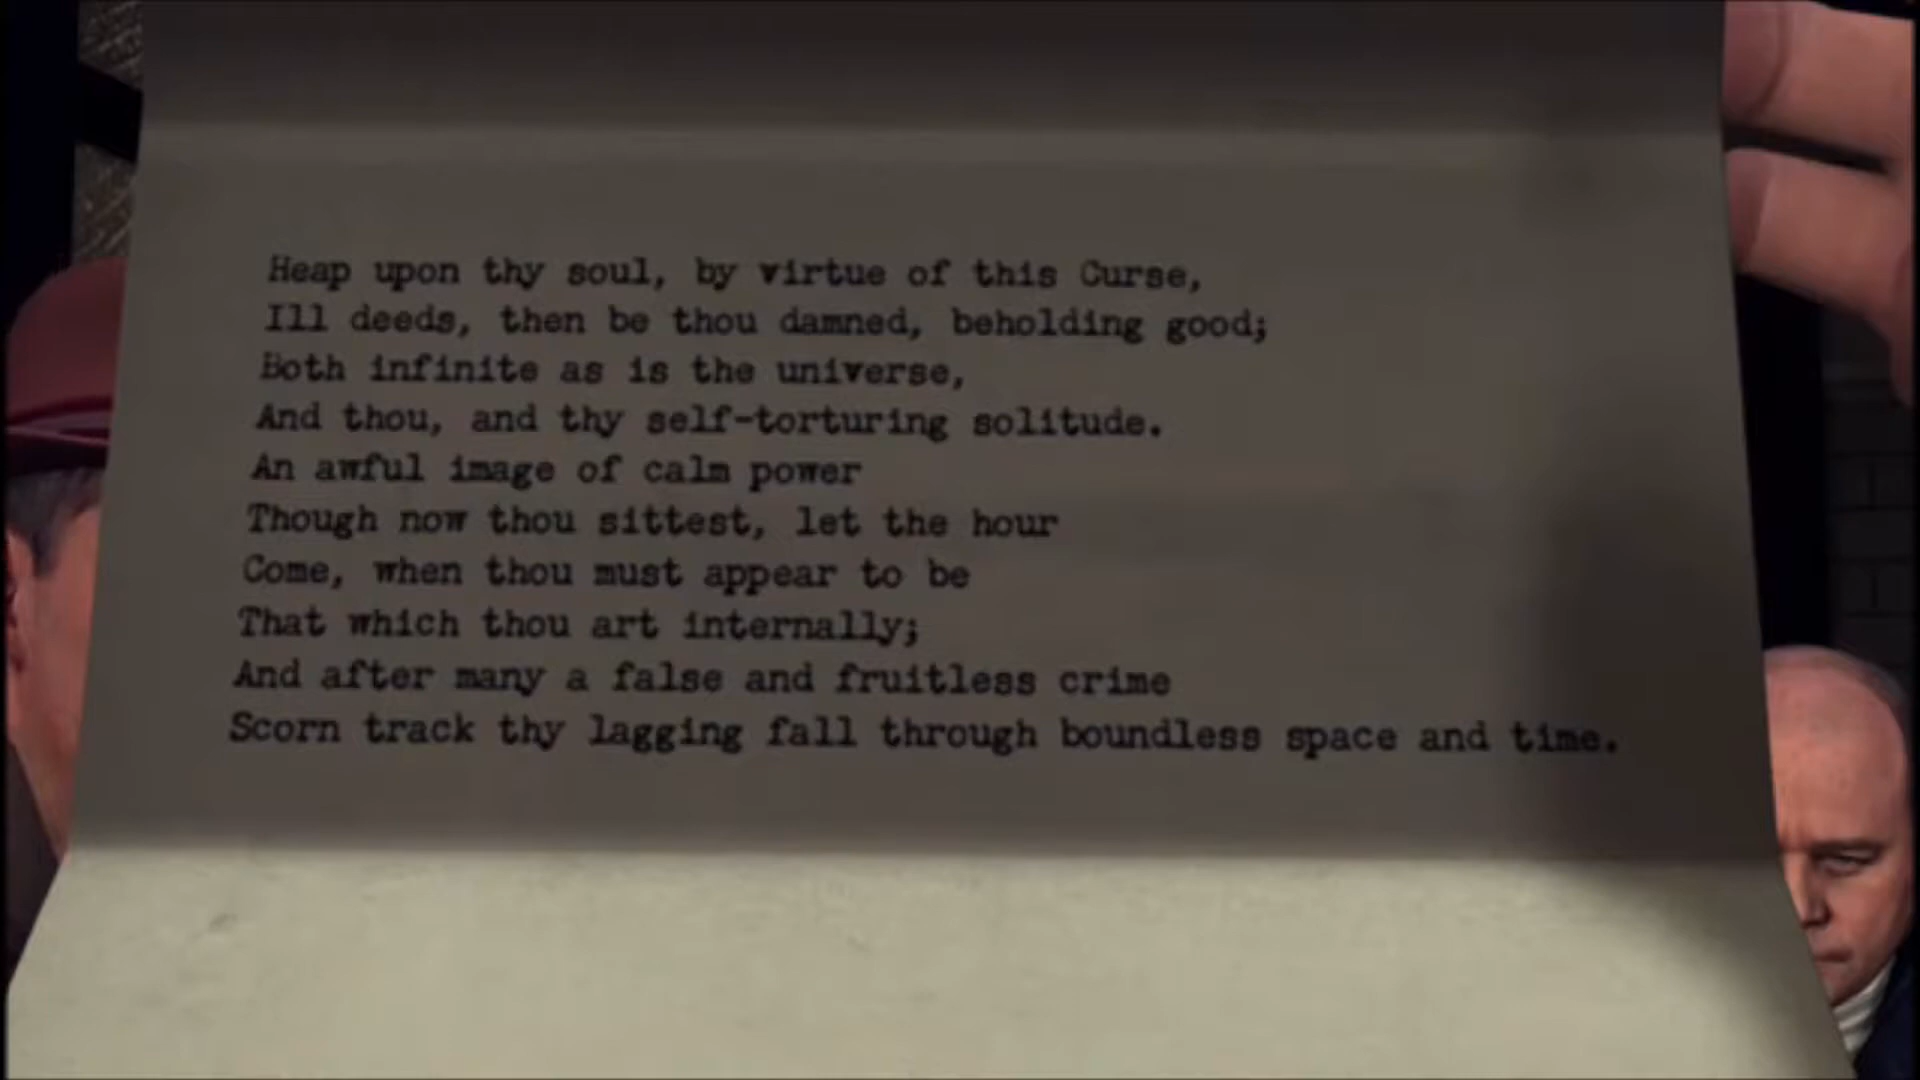 Heap upon thy soul, by virtue of this Curse,
Ill deeds, then be thou damned, beholding good;
Both infinite as is the universe,
And thou, and thy self-torturing solitude.
An awful image of calm power
Though now thou sittest, let the hour
Come, when thou must appear to be
That which thou art internally;
And after many a false and fruitless crime
Scorn track thy lagging fall through boundless space and time.